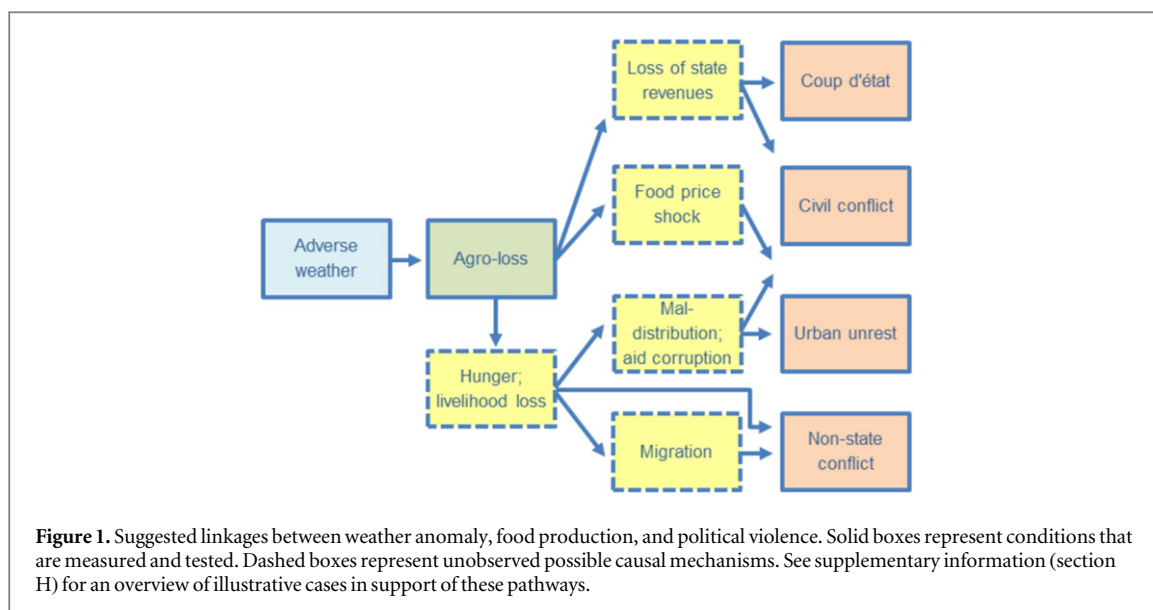 Loss of state
revenues
Coup d'état
Food price
shock
Civil conflict
Adverse
weather
Agro-loss
Mal-
distribution;
aid corruption
Urban unrest
Hunger;
livelihood loss
Migration
Non-state
conflict
Figure 1. Suggested linkages between weather anomaly, food production, and political violence. Solid boxes represent conditions that
are measured and tested. Dashed boxes represent unobserved possible causal mechanisms. See supplementary information (section
H) for an overview of illustrative cases in support of these pathways.